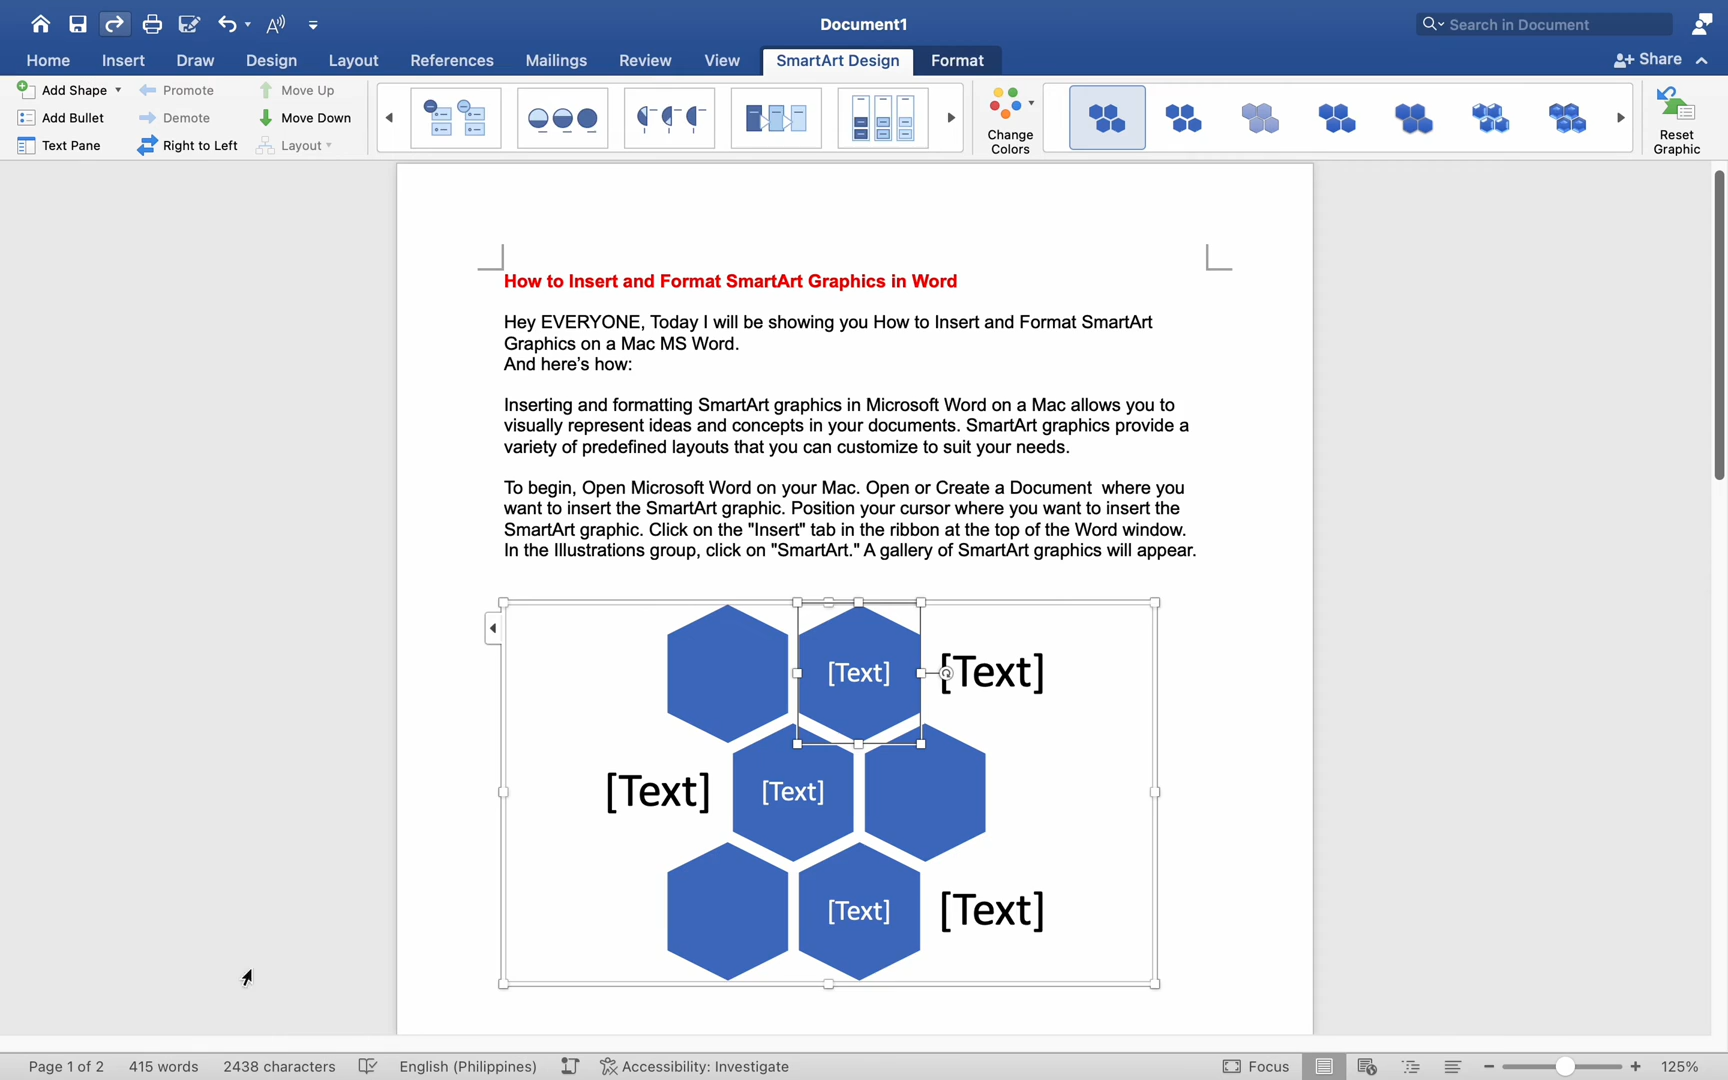 Document1
Search in Document
Home Insert Draw Design Layout References Mailings Review View SmartArt Design Format Share
Add Shape Promote Move Up
Add Bullet Demote Move Down
Text Pane Right to Left Layout
Change
Colors
Reset
Graphic
How to Insert and Format SmartArt Graphics in Word
Hey EVERYONE, Today I will be showing you How to Insert and Format SmartArt
Graphics on a Mac MS Word.
And here’s how:
Inserting and formatting SmartArt graphics in Microsoft Word on a Mac allows you to
visually represent ideas and concepts in your documents. SmartArt graphics provide a
variety of predefined layouts that you can customize to suit your needs.
To begin, Open Microsoft Word on your Mac. Open or Create a Document  where you
want to insert the SmartArt graphic. Position your cursor where you want to insert the
SmartArt graphic. Click on the "Insert" tab in the ribbon at the top of the Word window.
In the Illustrations group, click on "SmartArt." A gallery of SmartArt graphics will appear.
[Text] [Text]
[Text] [Text]
[Text] [Text]
Page 1 of 2 415 words 2438 characters English (Philippines) Accessibility: Investigate Focus 125%